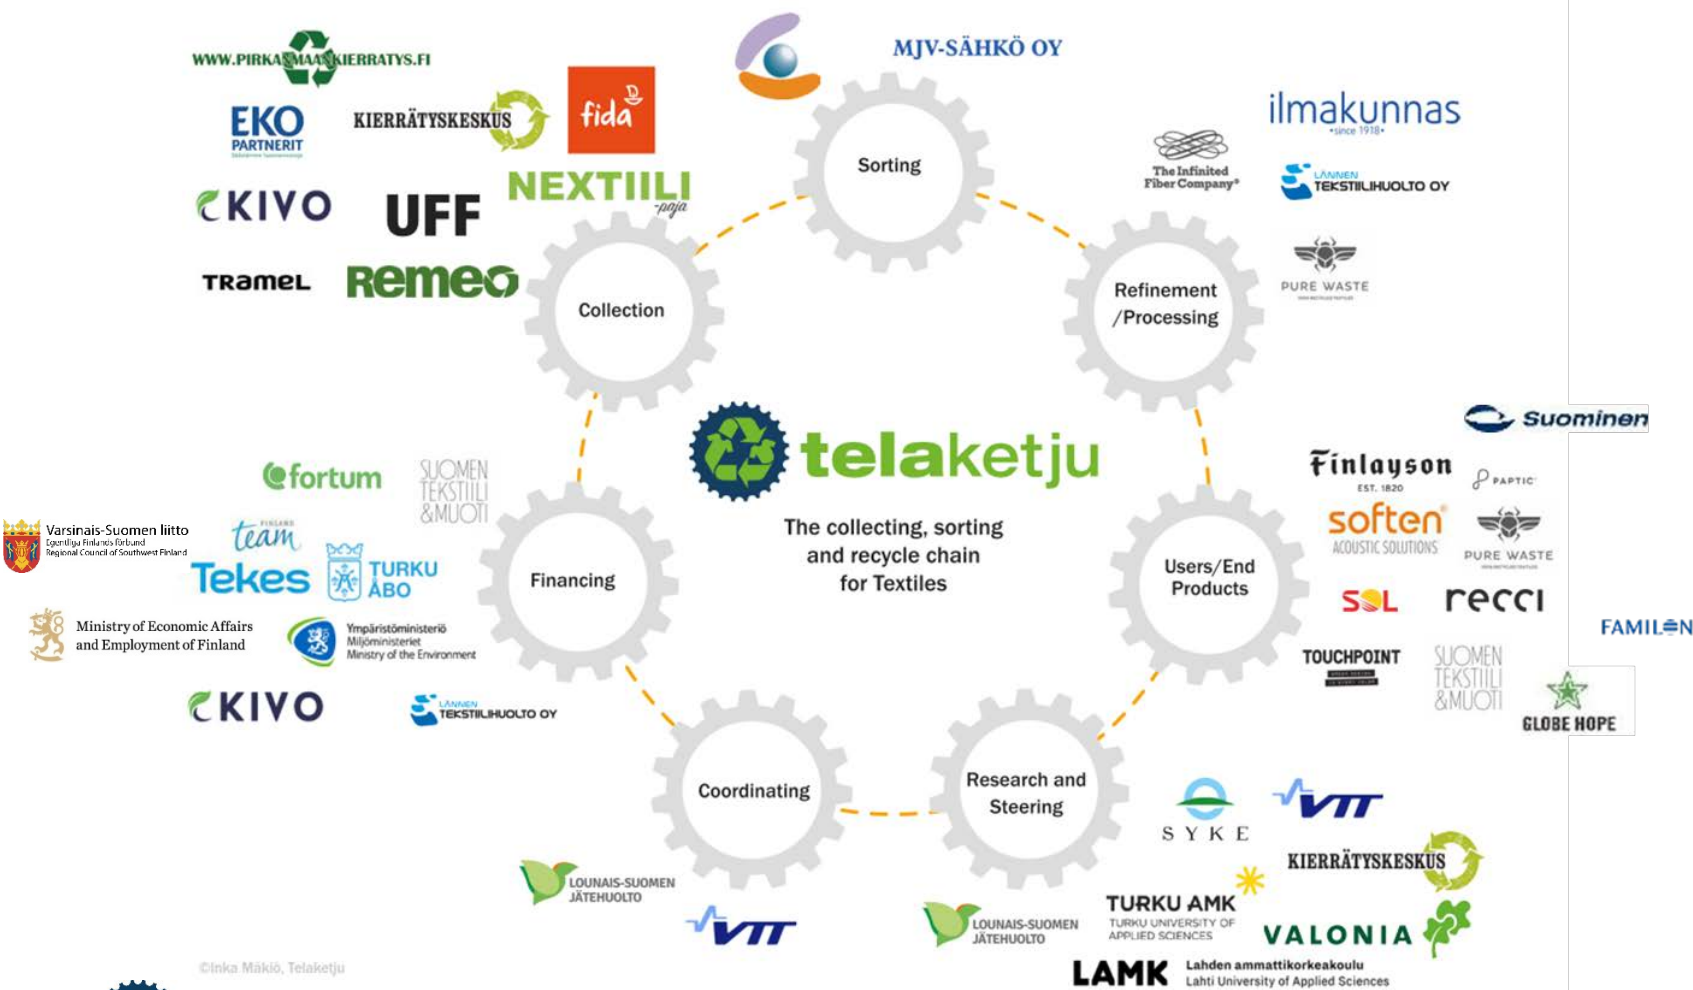 WWW.PIRKANMAANKIERRATYS.FI
EKO
PARTNERIT
KIERRÄTYSKESKUS
fida
KIVO
UFF
NEXTIILI
-paja
TRAMEL
Remeo
Collection
MJV-SÄHKÖ OY
Sorting
ilmakunnas
•since 1918•
The Infinited
Fiber Company®
LÄNNEN
TEKSTIILIHUOLTO OY
PURE WASTE
Refinement
/Processing
telaketju
The collecting, sorting
and recycle chain
for Textiles
Suominen
Finlayson
EST. 1820
PAPTIC
soften®
ACOUSTIC SOLUTIONS
PURE WASTE
SOL
recci
FAMILON
TOUCHPOINT
SUOMEN
TEKSTIILI
&MUOTI
GLOBE HOPE
Users/End
Products
fortum
SUOMEN
TEKSTIILI
&MUOTI
Varsinais-Suomen liitto
Egentliga Finlands förbund
Regional Council of Southwest Finland
FINLAND
team
Tekes
TURKU
ÅBO
Ministry of Economic Affairs
and Employment of Finland
Ympäristöministeriö
Miljöministeriet
Ministry of the Environment
KIVO
LÄNNEN
TEKSTIILIHUOLTO OY
Financing
Coordinating
LOUNAIS-SUOMEN
JÄTEHUOLTO
VTT
Research and
Steering
SYKE
VTT
KIERRÄTYSKESKUS
TURKU AMK
TURKU UNIVERSITY OF
APPLIED SCIENCES
LOUNAIS-SUOMEN
JÄTEHUOLTO
VALONIA
LAMK
Lahden ammattikorkeakoulu
Lahti University of Applied Sciences
©Inka Mäkiö, Telaketju